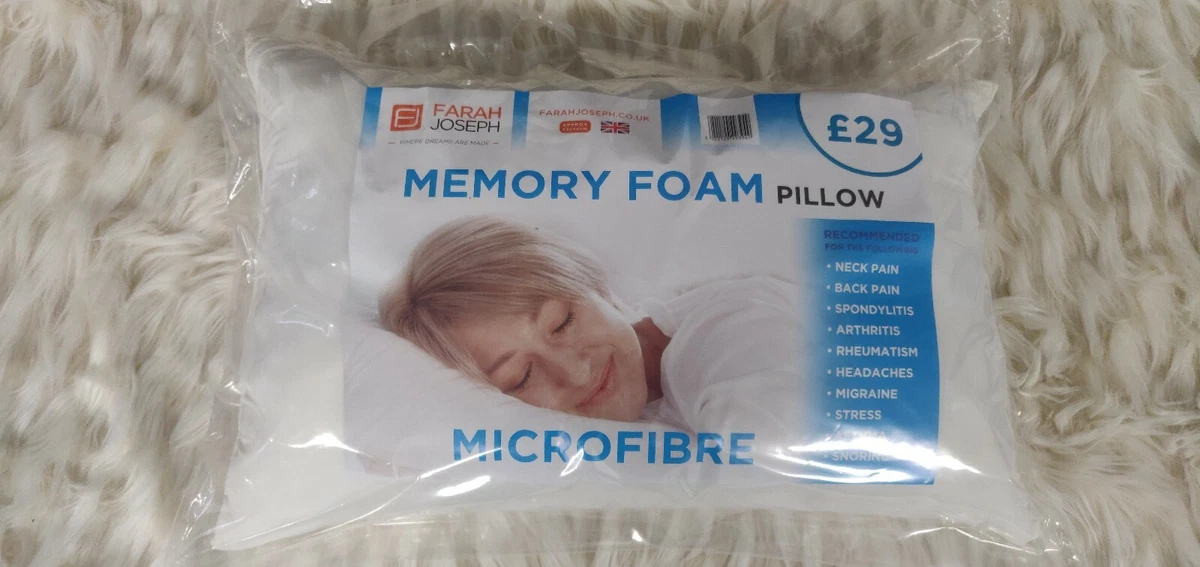 FARAH
JOSEPH
— WHERE DREAMS ARE MADE —
FARAHJOSEPH.CO.UK
£29
MEMORY FOAM PILLOW
RECOMMENDED
FOR THE FOLLOWING
• NECK PAIN
• BACK PAIN
• SPONDYLITIS
• ARTHRITIS
• RHEUMATISM
• HEADACHES
• MIGRAINE
• STRESS
• SNORING
MICROFIBRE